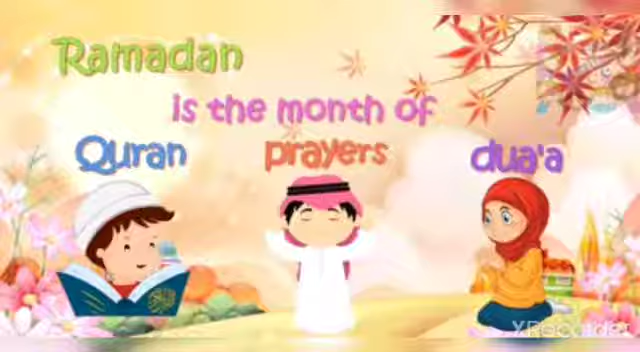 Ramadan
is the month of
Quran prayers dua'a